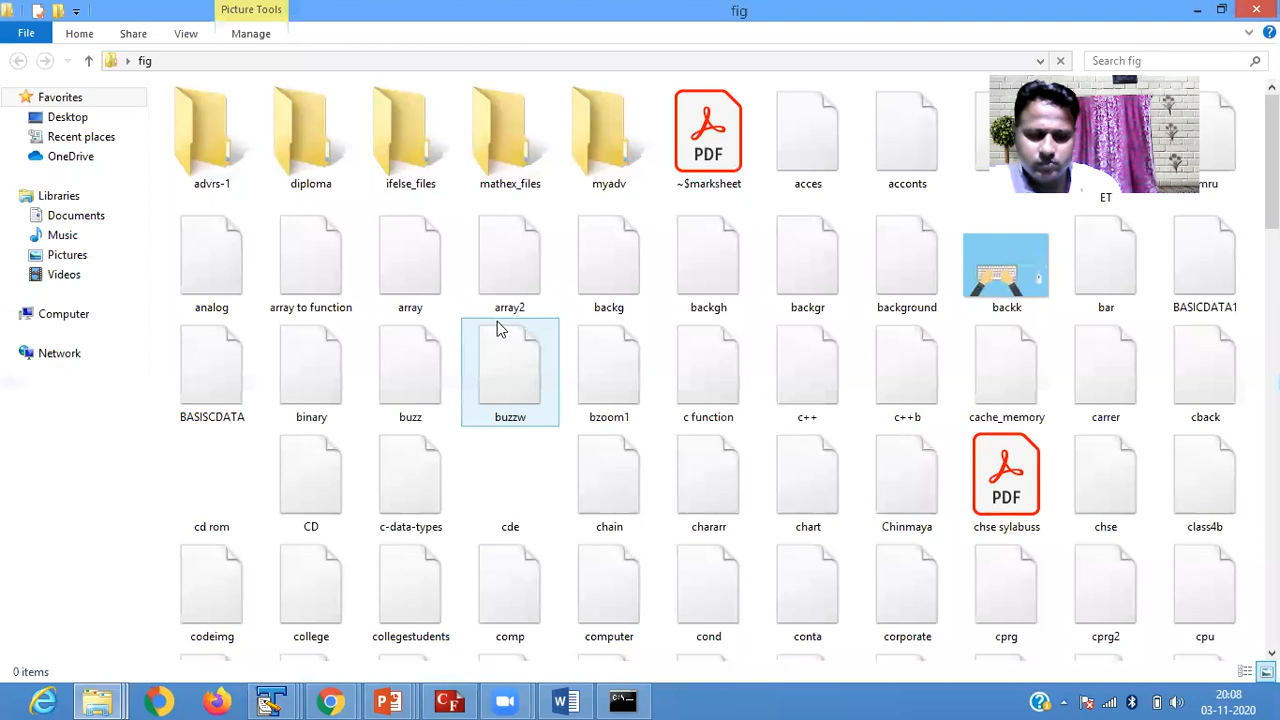 Picture Tools
fig
File
Home
Share
View
Manage
fig
Search fig
Favorites
Desktop
Recent places
OneDrive
Libraries
Documents
Music
Pictures
Videos
Computer
Network
PDF
advrs-1
diploma
ifelse_files
mathex_files
myadv
~$marksheet
acces
acconts
ET
mru
analog
array to function
array
array2
backg
backgh
backgr
background
backk
bar
BASICDATA1
BASISCDATA
binary
buzz
buzzw
bzoom1
c function
c++
c++b
cache_memory
carrer
cback
PDF
cd rom
CD
c-data-types
cde
chain
chararr
chart
Chinmaya
chse sylabuss
chse
class4b
codeimg
college
collegestudents
comp
computer
cond
conta
corporate
cprg
cprg2
cpu
0 items
20:08
03-11-2020